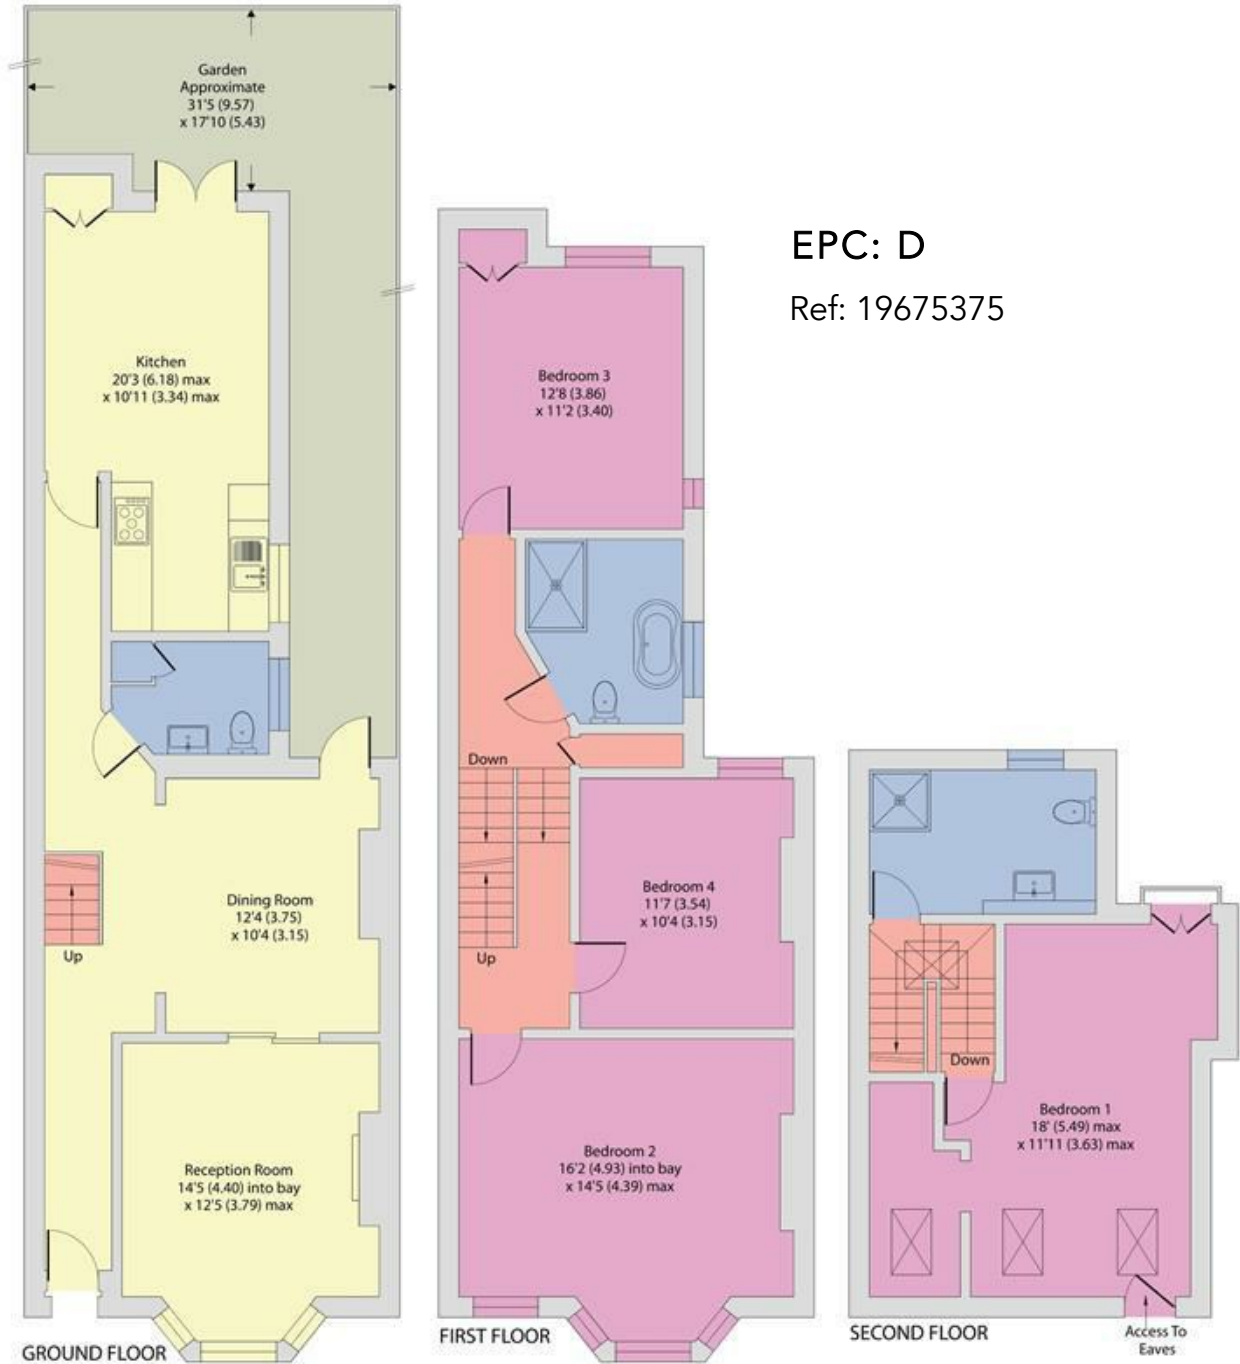 Garden
Approximate
31'5 (9.57)
x 17'10 (5.43)
Kitchen
20'3 (6.18) max
x 10'11 (3.34) max
Dining Room
12'4 (3.75)
x 10'4 (3.15)
Up
Reception Room
14'5 (4.40) into bay
x 12'5 (3.79) max
GROUND FLOOR
Bedroom 3
12'8 (3.86)
x 11'2 (3.40)
Down
Bedroom 4
11'7 (3.54)
x 10'4 (3.15)
Up
Bedroom 2
16'2 (4.93) into bay
x 14'5 (4.39) max
FIRST FLOOR
EPC: D
Ref: 19675375
Down
Bedroom 1
18' (5.49) max
x 11'11 (3.63) max
SECOND FLOOR
Access To
Eaves